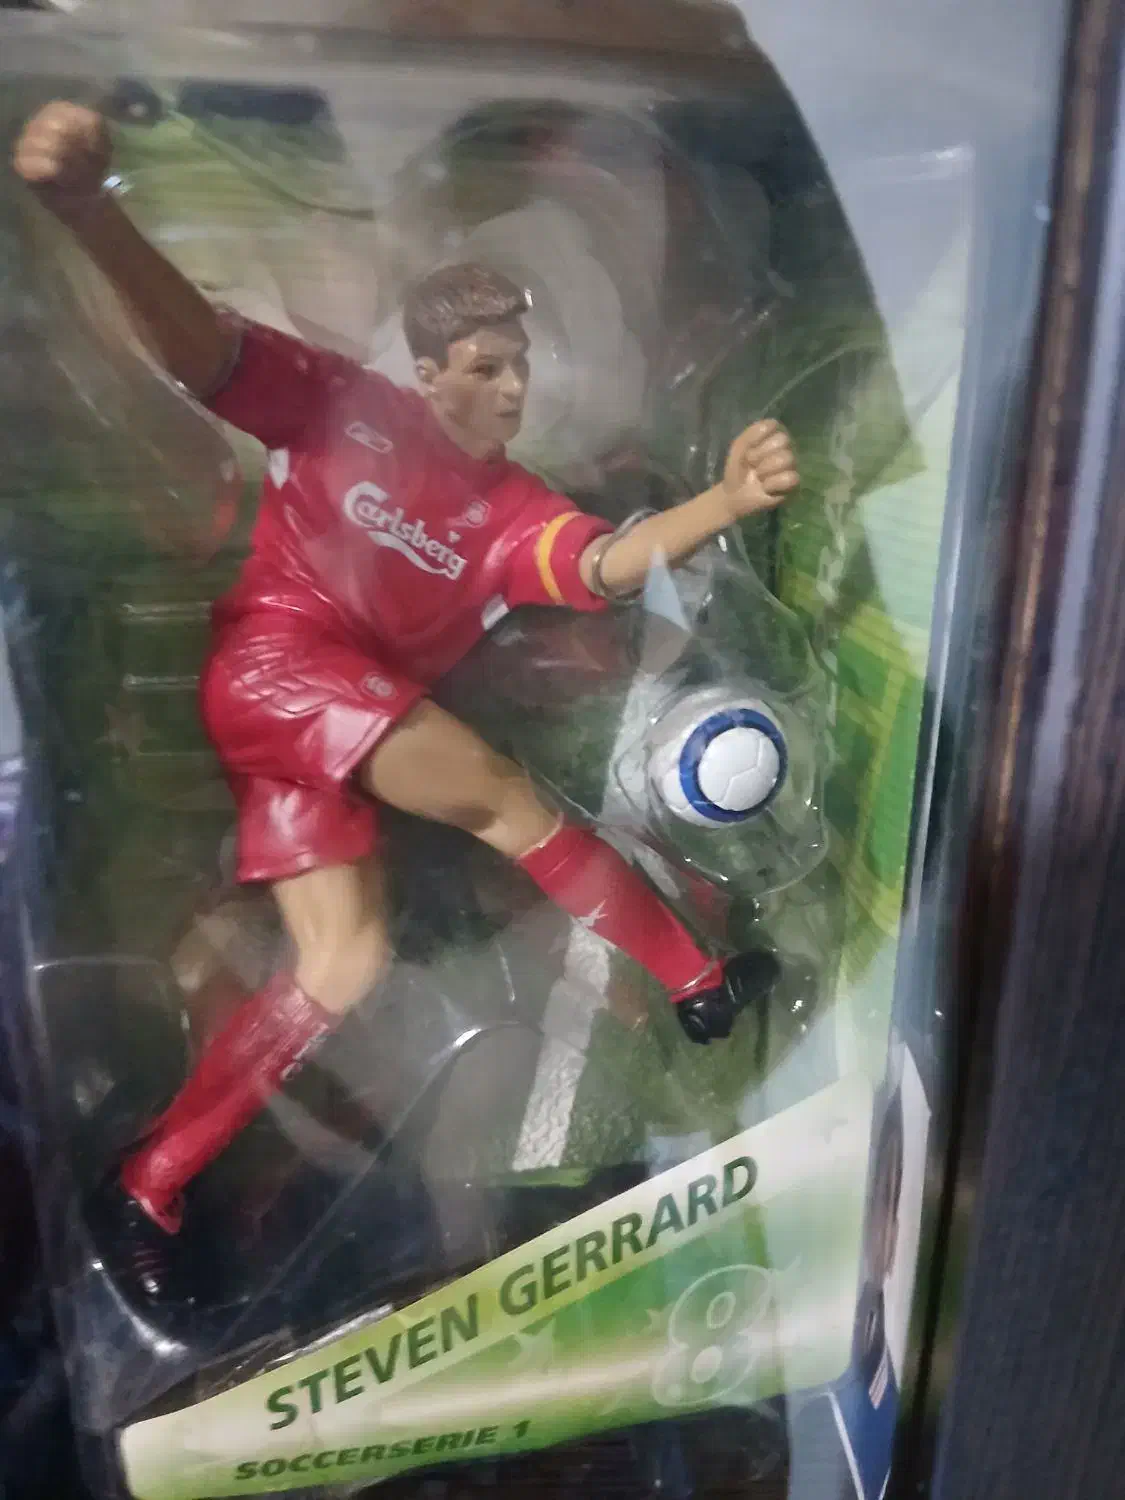 Carlsberg
STEVEN GERRARD
8
SOCCERSERIE 1